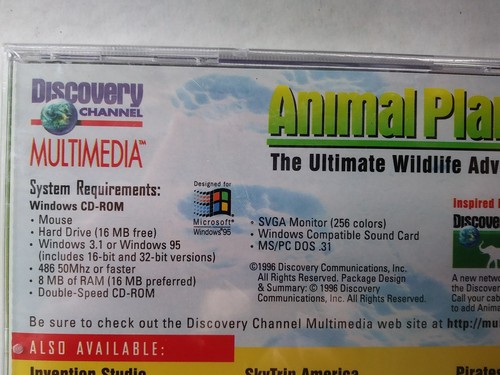 Discovery
CHANNEL
MULTIMEDIA™
Animal Pla
The Ultimate Wildlife Adv
System Requirements:
Windows CD-ROM
• Mouse
• Hard Drive (16 MB free)
• Windows 3.1 or Windows 95
(includes 16-bit and 32-bit versions)
• 486 50Mhz or faster
• 8 MB of RAM (16 MB preferred)
• Double-Speed CD-ROM
Designed for
Microsoft®
Windows®95
• SVGA Monitor (256 colors)
• Windows Compatible Sound Card
• MS/PC DOS .31
©1996 Discovery Communications, Inc.
All Rights Reserved. Package Design
& Summary: © 1996 Discovery
Communications, Inc. All Rights Reserved.
Inspired
Discove
A new netwo
the Discover
Call your cab
to add Anima
Be sure to check out the Discovery Channel Multimedia web site at http://mu
ALSO AVAILABLE:
Invention Studio
SkyTrip America
Pirates